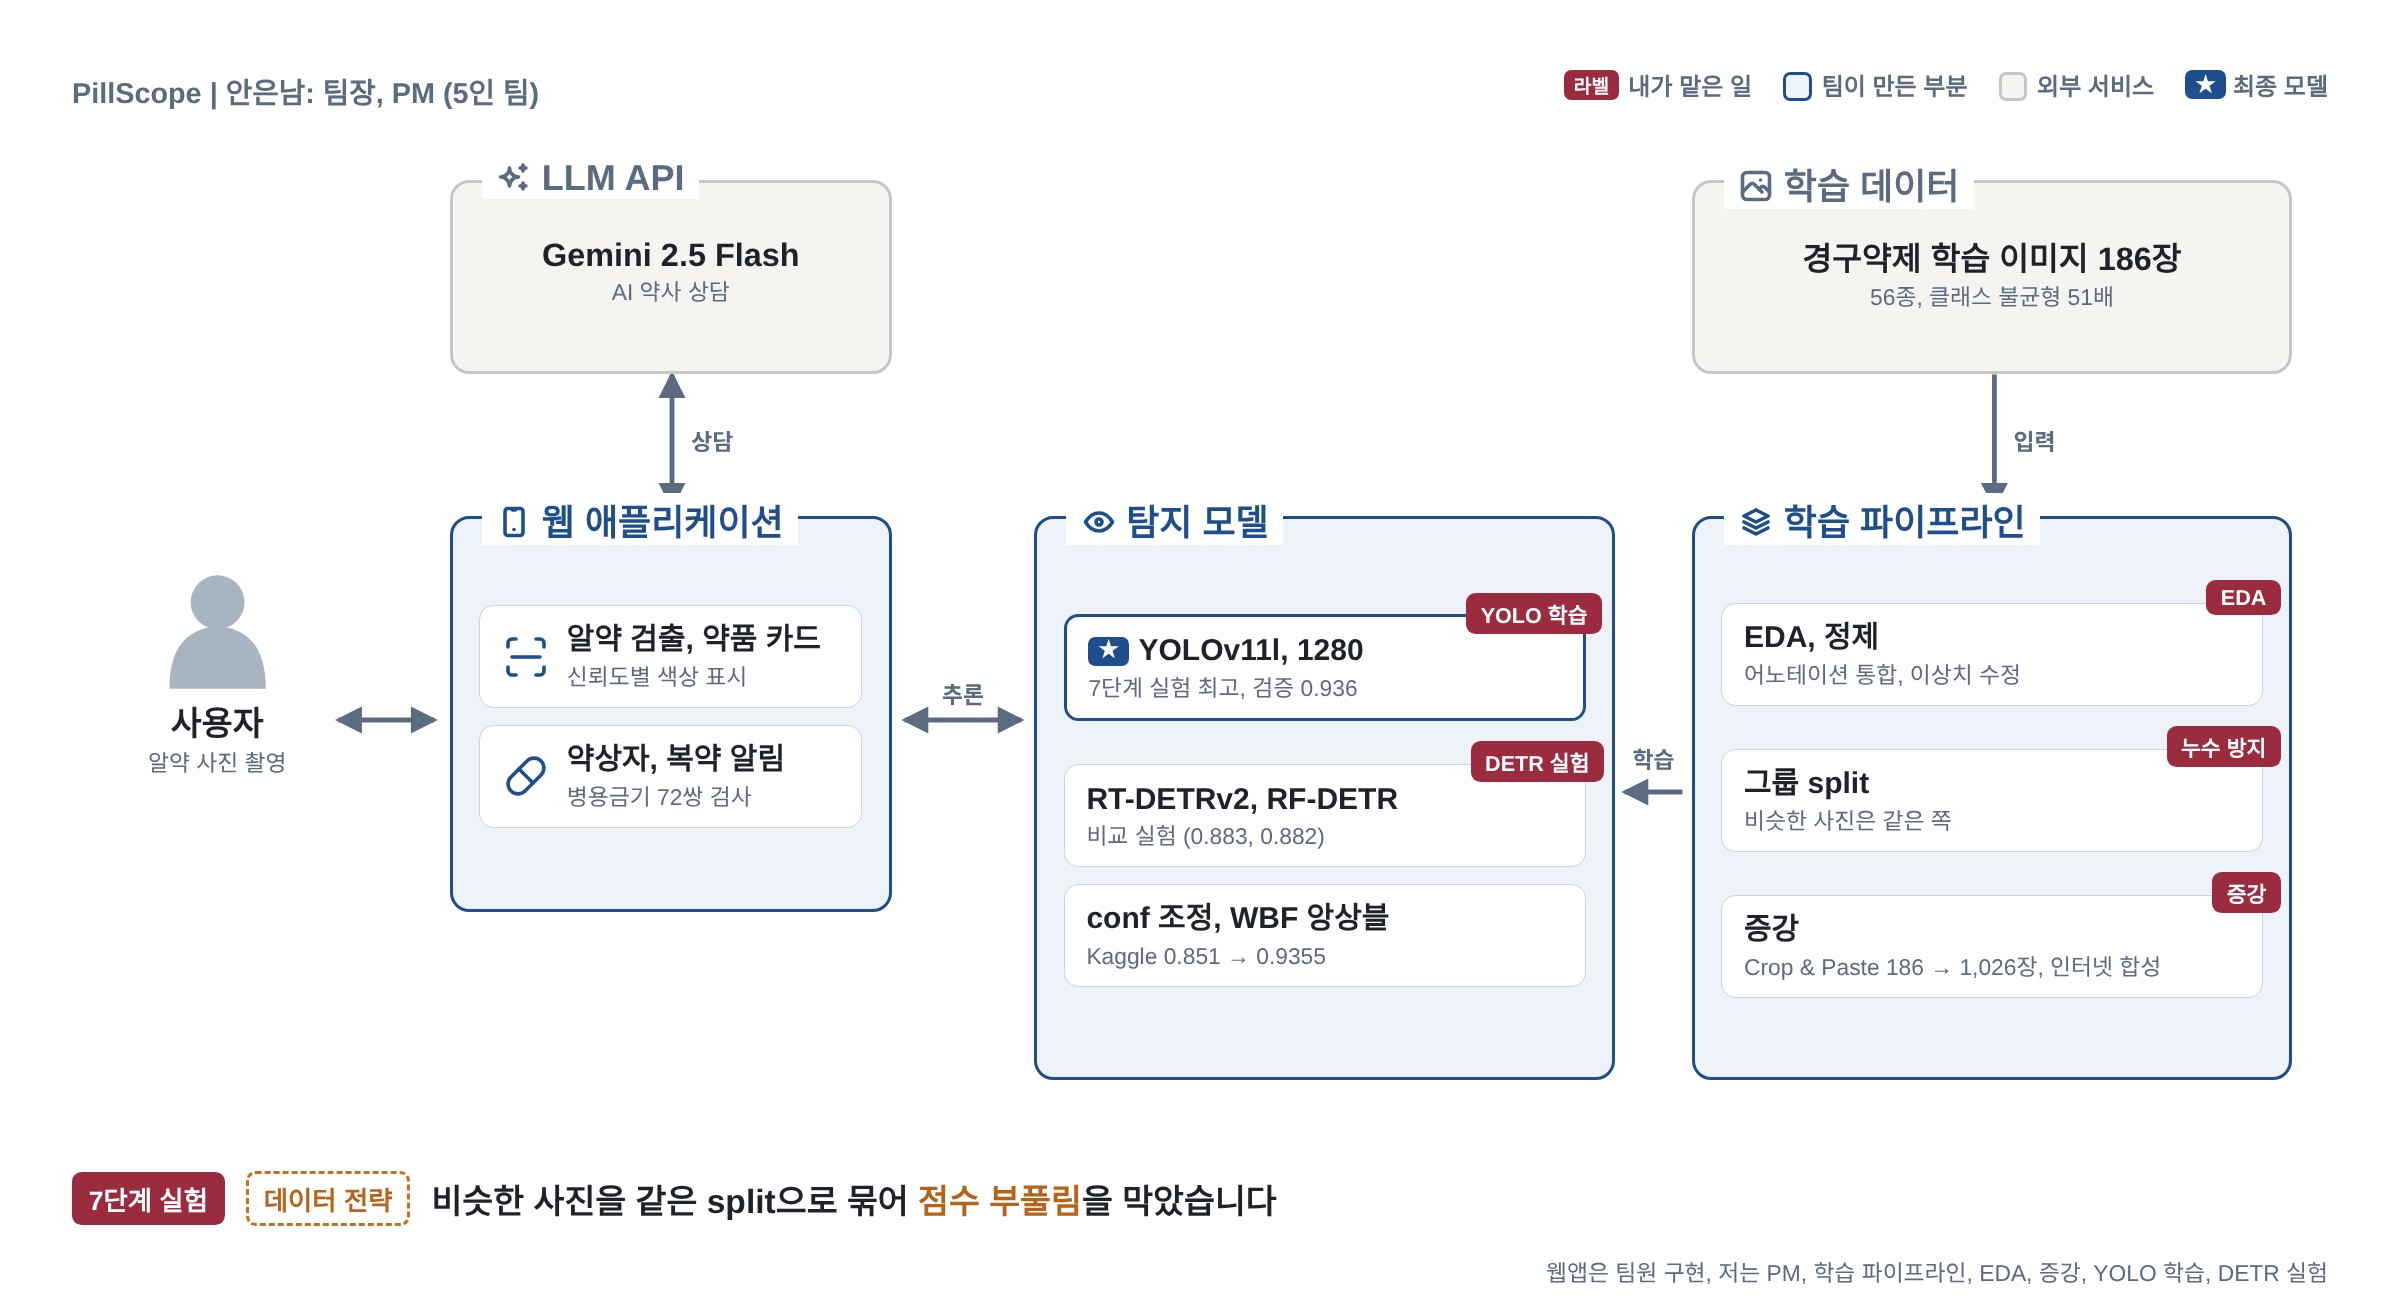 PillScope | 안은남: 팀장, PM (5인 팀)
라벨 내가 맡은 일 팀이 만든 부분 외부 서비스 ★ 최종 모델
LLM API
Gemini 2.5 Flash
AI 약사 상담
학습 데이터
경구약제 학습 이미지 186장
56종, 클래스 불균형 51배
상담
입력
사용자
알약 사진 촬영
웹 애플리케이션
알약 검출, 약품 카드
신뢰도별 색상 표시
약상자, 복약 알림
병용금기 72쌍 검사
추론
탐지 모델
YOLO 학습
★ YOLOv11l, 1280
7단계 실험 최고, 검증 0.936
DETR 실험
RT-DETRv2, RF-DETR
비교 실험 (0.883, 0.882)
conf 조정, WBF 앙상블
Kaggle 0.851 → 0.9355
학습
학습 파이프라인
EDA
EDA, 정제
어노테이션 통합, 이상치 수정
누수 방지
그룹 split
비슷한 사진은 같은 쪽
증강
증강
Crop & Paste 186 → 1,026장, 인터넷 합성
7단계 실험 데이터 전략 비슷한 사진을 같은 split으로 묶어 점수 부풀림을 막았습니다
웹앱은 팀원 구현, 저는 PM, 학습 파이프라인, EDA, 증강, YOLO 학습, DETR 실험